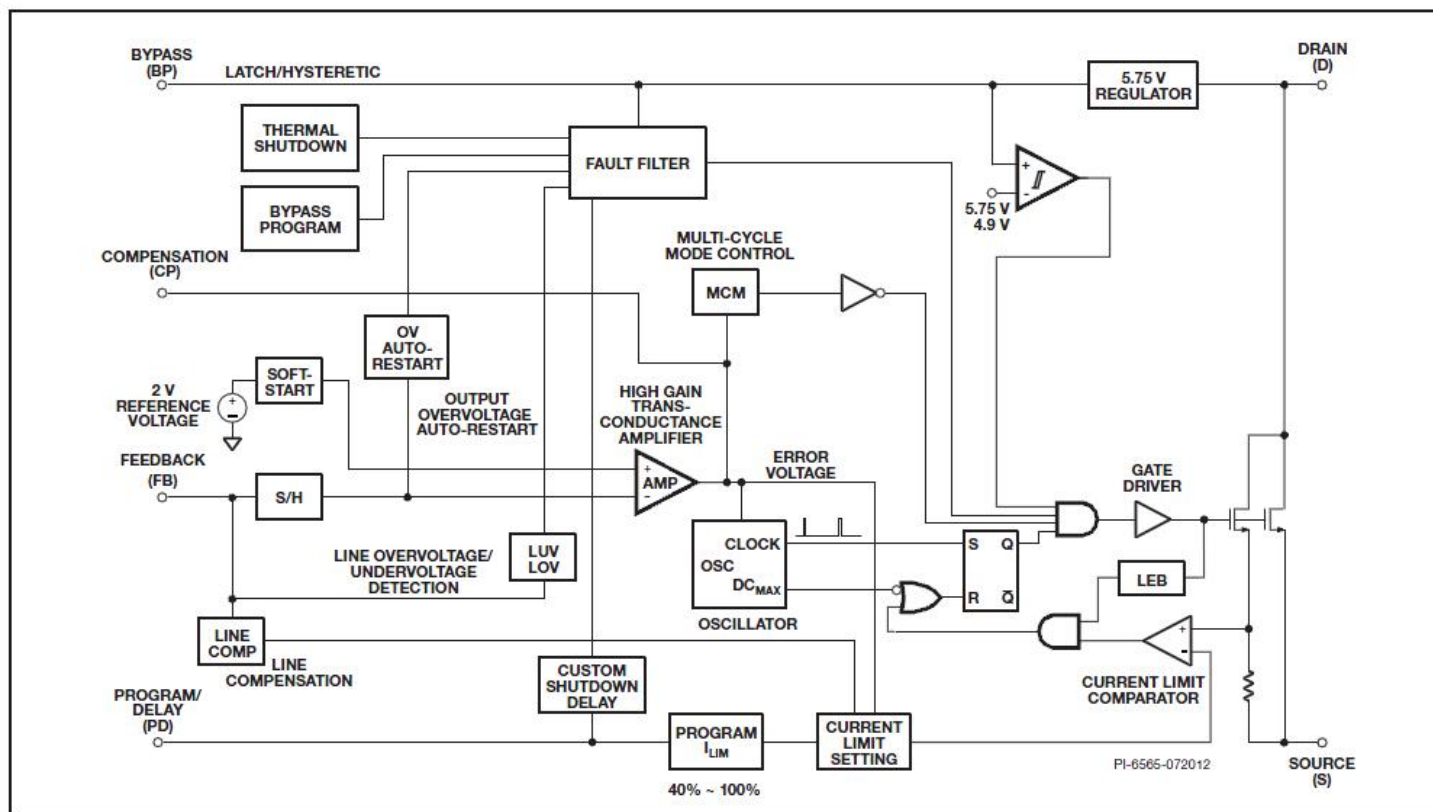 BYPASS
(BP)
LATCH/HYSTERETIC
DRAIN
(D)
5.75 V
REGULATOR
THERMAL
SHUTDOWN
FAULT FILTER
BYPASS
PROGRAM
+
-
5.75 V
4.9 V
COMPENSATION
(CP)
MULTI-CYCLE
MODE CONTROL
MCM
OV
AUTO-
RESTART
SOFT-
START
2 V
REFERENCE
VOLTAGE
+
-
OUTPUT
OVERVOLTAGE
AUTO-RESTART
HIGH GAIN
TRANS-
CONDUCTANCE
AMPLIFIER
FEEDBACK
(FB)
S/H
+
AMP
-
ERROR
VOLTAGE
GATE
DRIVER
LINE OVERVOLTAGE/
UNDERVOLTAGE
DETECTION
LUV
LOV
CLOCK
OSC
DCMAX
OSCILLATOR
S Q
R Q̅
LEB
LINE
COMP
LINE
COMPENSATION
+
-
CURRENT LIMIT
COMPARATOR
PROGRAM/
DELAY
(PD)
CUSTOM
SHUTDOWN
DELAY
PROGRAM
ILIM
40% ~ 100%
CURRENT
LIMIT
SETTING
PI-6565-072012
SOURCE
(S)